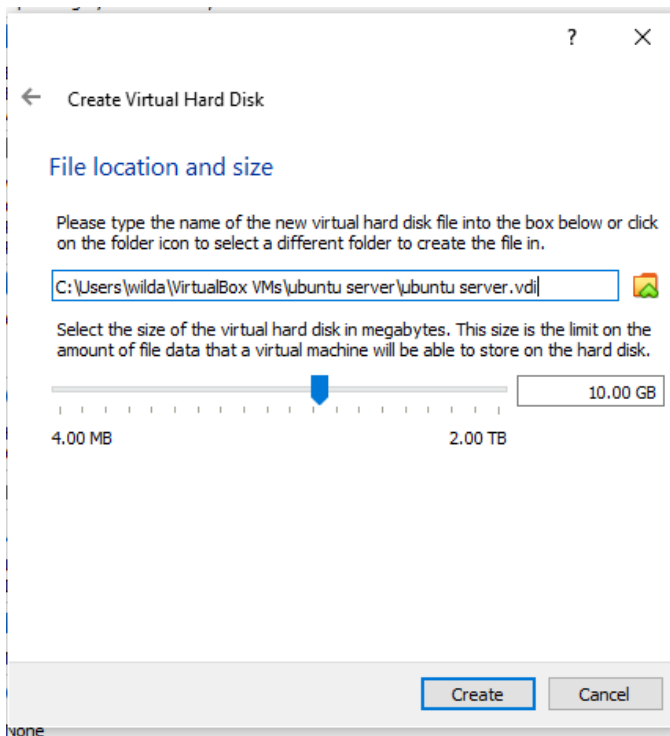 ?
Create Virtual Hard Disk
File location and size
Please type the name of the new virtual hard disk file into the box below or click
on the folder icon to select a different folder to create the file in.
C:\Users\wilda\VirtualBox VMs\ubuntu server\ubuntu server.vdi
Select the size of the virtual hard disk in megabytes. This size is the limit on the
amount of file data that a virtual machine will be able to store on the hard disk.
10.00 GB
4.00 MB 2.00 TB
Create Cancel
None